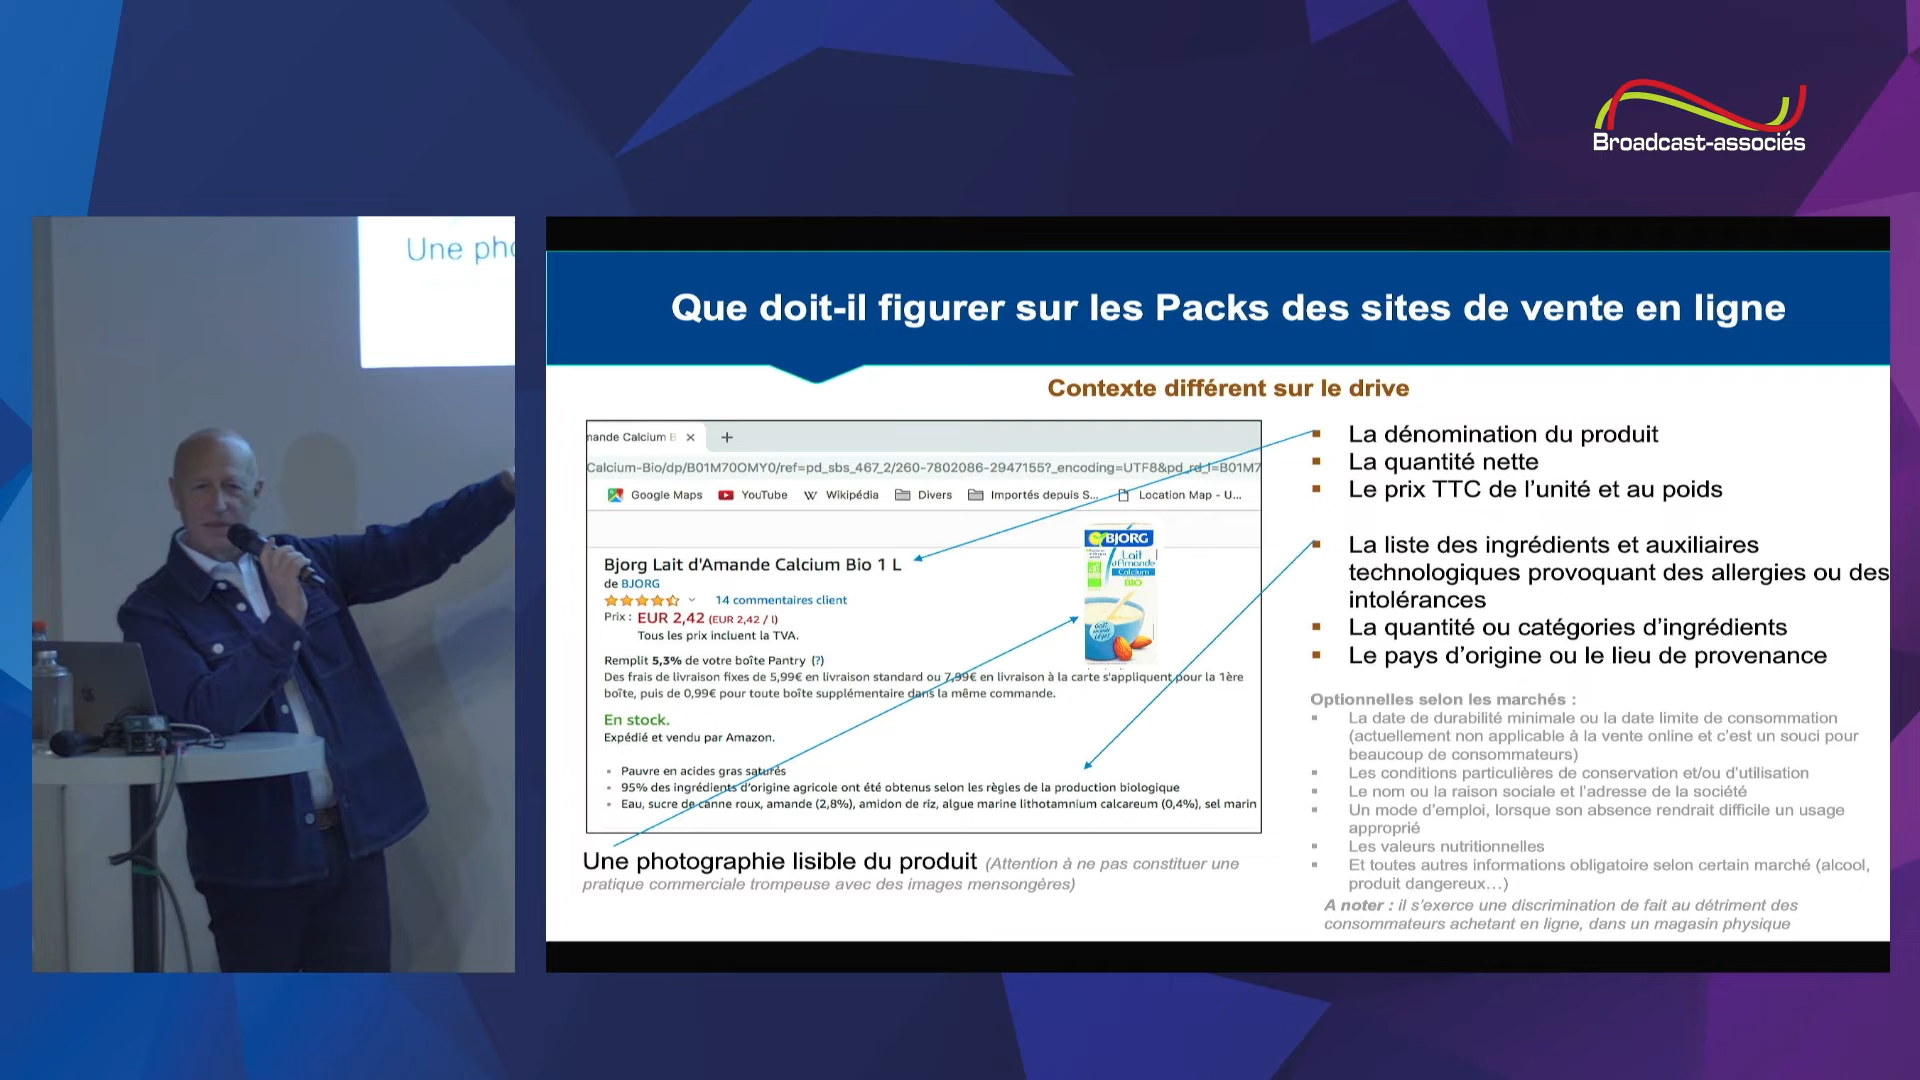 Broadcast-associés
Une pho
Que doit-il figurer sur les Packs des sites de vente en ligne
Contexte différent sur le drive
mande Calcium B
Calcium-Bio/dp/B01M70OMY0/ref=pd_sbs_467_2/260-7802086-2947155?_encoding=UTF8&pd_rd_i=B01M7
Google Maps YouTube Wikipédia Divers Importés depuis S... Location Map - U...
Bjorg Lait d'Amande Calcium Bio 1 L
de BJORG
14 commentaires client
Prix : EUR 2,42 (EUR 2,42 / l)
Tous les prix incluent la TVA.
Remplit 5,3% de votre boîte Pantry (?)
Des frais de livraison fixes de 5,99€ en livraison standard ou 7,99€ en livraison à la carte s'appliquent pour la 1ère
boîte, puis de 0,99€ pour toute boîte supplémentaire dans la même commande.
En stock.
Expédié et vendu par Amazon.
Pauvre en acides gras saturés
95% des ingrédients d'origine agricole ont été obtenus selon les règles de la production biologique
Eau, sucre de canne roux, amande (2,8%), amidon de riz, algue marine lithotamnium calcareum (0,4%), sel marin
BJORG
Lait
d'Amande
Calcium
BIO
Une photographie lisible du produit (Attention à ne pas constituer une
pratique commerciale trompeuse avec des images mensongères)
La dénomination du produit
La quantité nette
Le prix TTC de l'unité et au poids
La liste des ingrédients et auxiliaires
technologiques provoquant des allergies ou des
intolérances
La quantité ou catégories d'ingrédients
Le pays d'origine ou le lieu de provenance
Optionnelles selon les marchés :
La date de durabilité minimale ou la date limite de consommation
(actuellement non applicable à la vente online et c'est un souci pour
beaucoup de consommateurs)
Les conditions particulières de conservation et/ou d'utilisation
Le nom ou la raison sociale et l'adresse de la société
Un mode d'emploi, lorsque son absence rendrait difficile un usage
approprié
Les valeurs nutritionnelles
Et toutes autres informations obligatoire selon certain marché (alcool,
produit dangereux…)
A noter : il s'exerce une discrimination de fait au détriment des
consommateurs achetant en ligne, dans un magasin physique